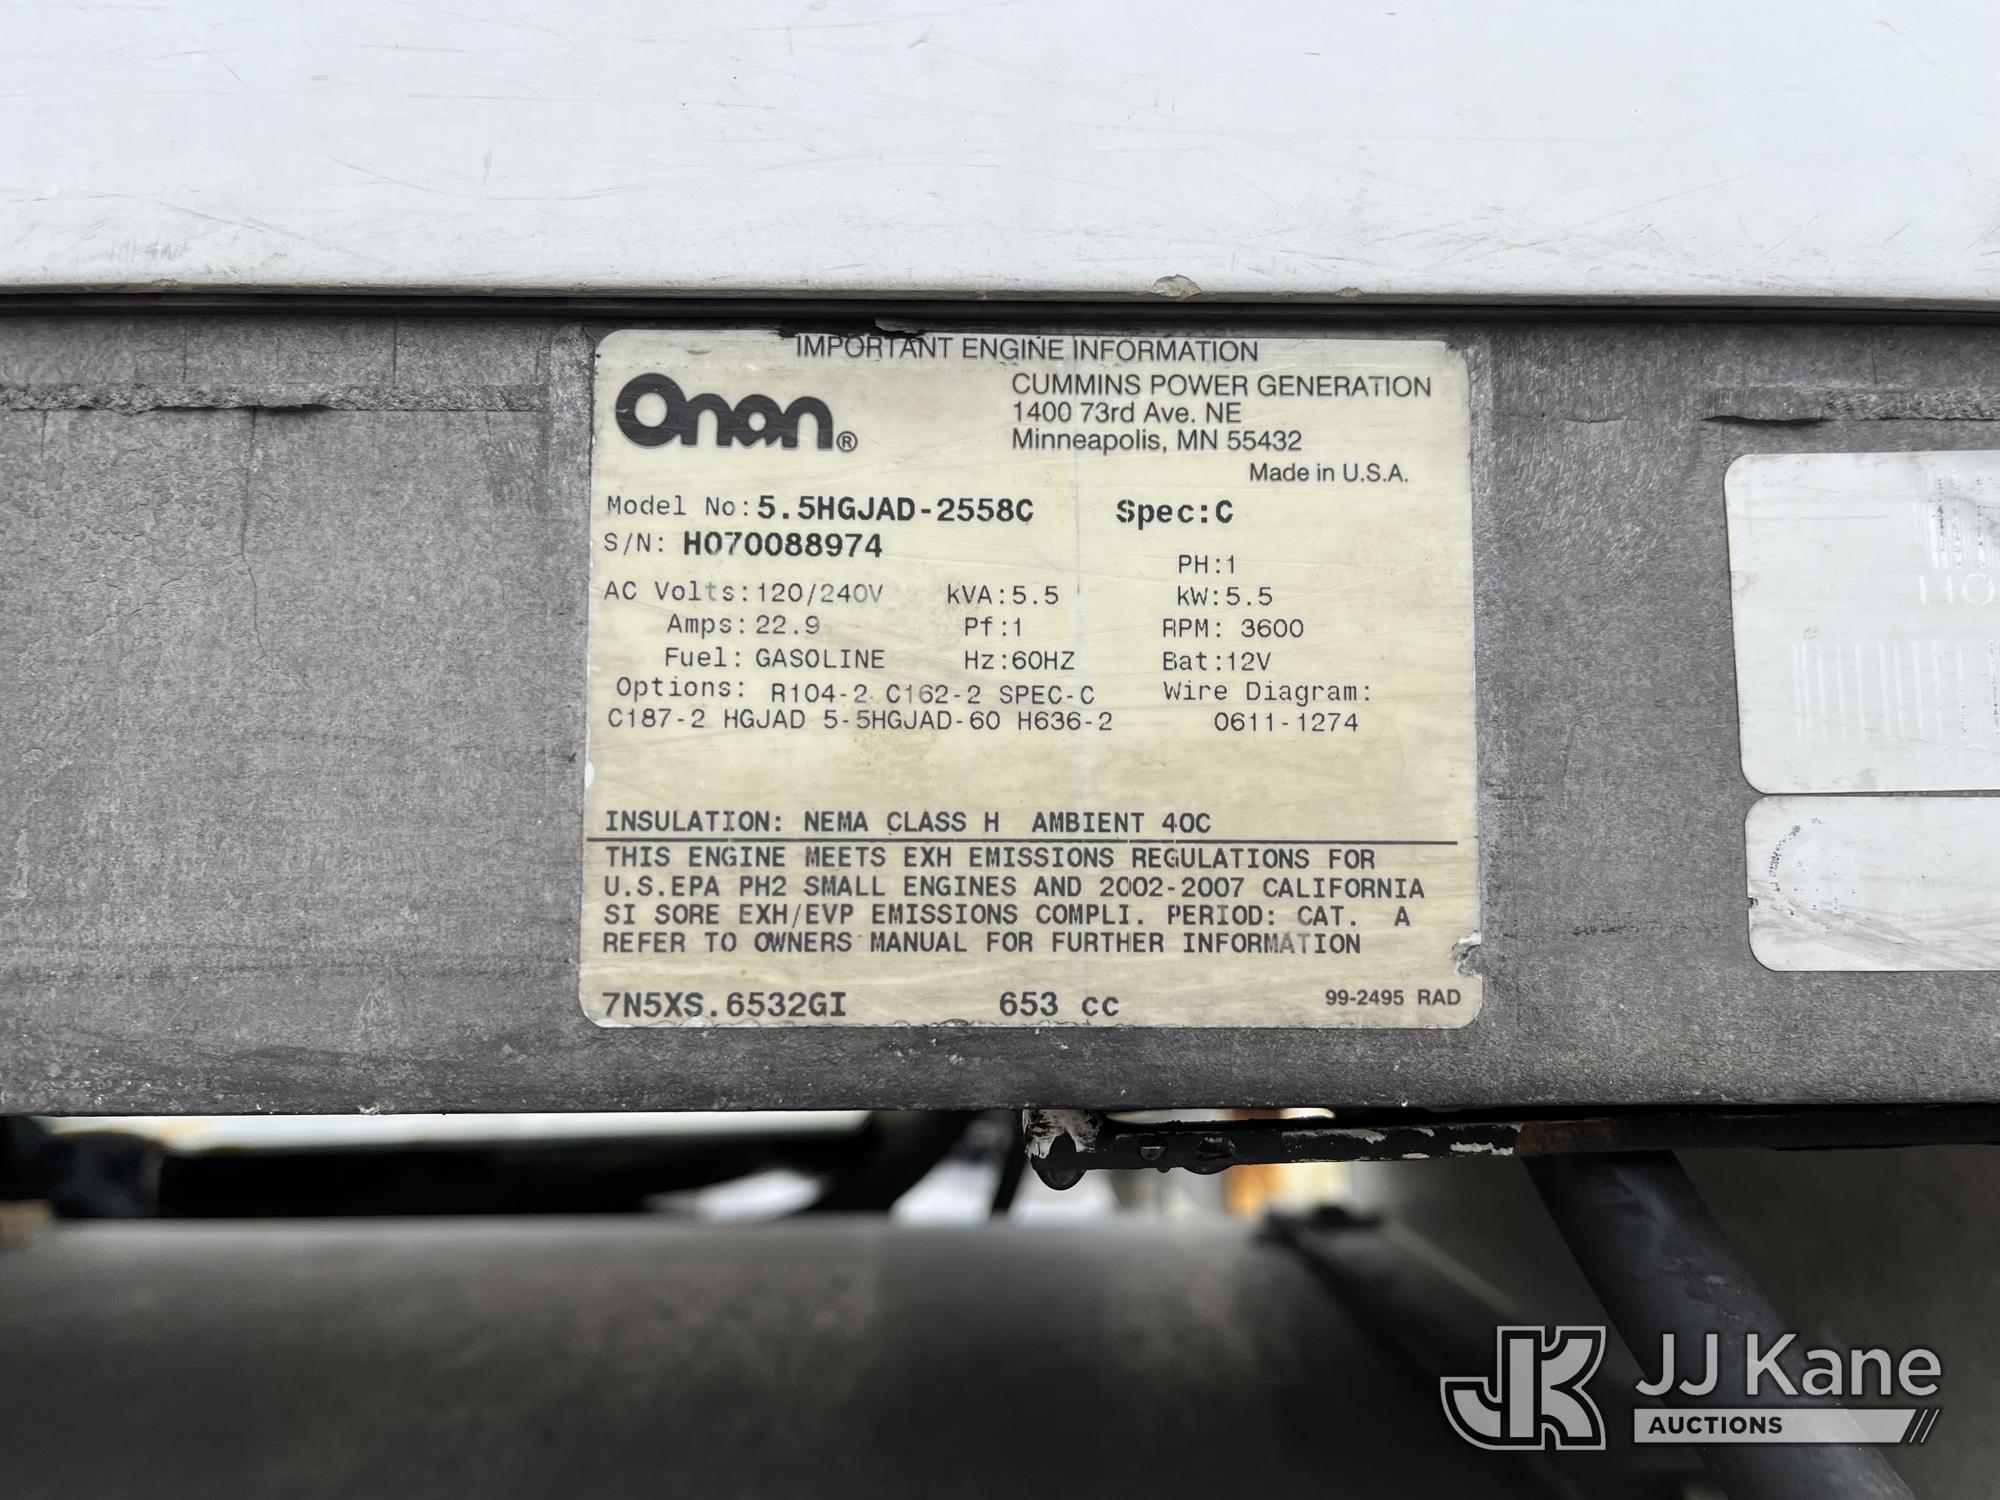 IMPORTANT ENGINE INFORMATION
Onan®
CUMMINS POWER GENERATION
1400 73rd Ave. NE
Minneapolis, MN 55432
Made in U.S.A.
Model No: 5.5HGJAD-2558C Spec:C
S/N: H070088974
PH:1
AC Volts: 120/240V kVA:5.5 kW:5.5
Amps: 22.9 Pf:1 RPM: 3600
Fuel: GASOLINE Hz:60HZ Bat:12V
Options: R104-2 C162-2 SPEC-C Wire Diagram:
C187-2 HGJAD 5-5HGJAD-60 H636-2 0611-1274
INSULATION: NEMA CLASS H AMBIENT 40C
THIS ENGINE MEETS EXH EMISSIONS REGULATIONS FOR
U.S.EPA PH2 SMALL ENGINES AND 2002-2007 CALIFORNIA
SI SORE EXH/EVP EMISSIONS COMPLI. PERIOD: CAT. A
REFER TO OWNERS MANUAL FOR FURTHER INFORMATION
7N5XS.6532GI 653 cc 99-2495 RAD
JK JJ Kane
AUCTIONS